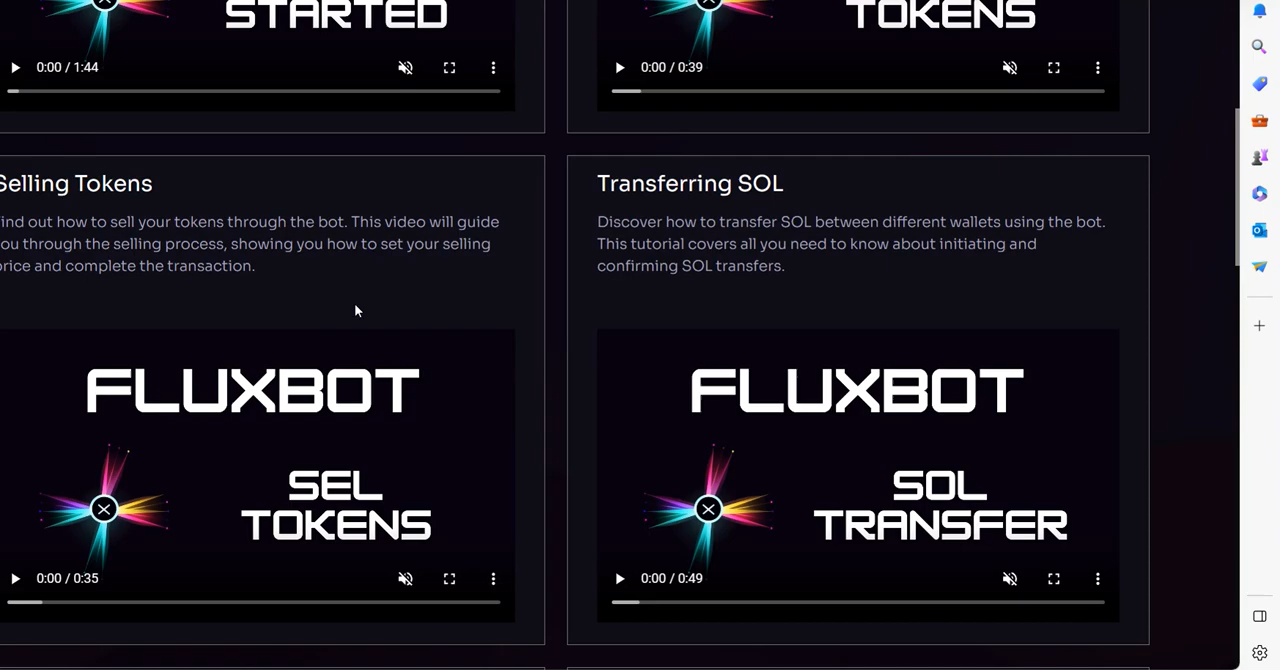 STARTED
0:00 / 1:44
TOKENS
0:00 / 0:39
Selling Tokens
ind out how to sell your tokens through the bot. This video will guide
ou through the selling process, showing you how to set your selling
price and complete the transaction.
FLUXBOT
SEL
TOKENS
0:00 / 0:35
Transferring SOL
Discover how to transfer SOL between different wallets using the bot.
This tutorial covers all you need to know about initiating and
confirming SOL transfers.
FLUXBOT
SOL
TRANSFER
0:00 / 0:49